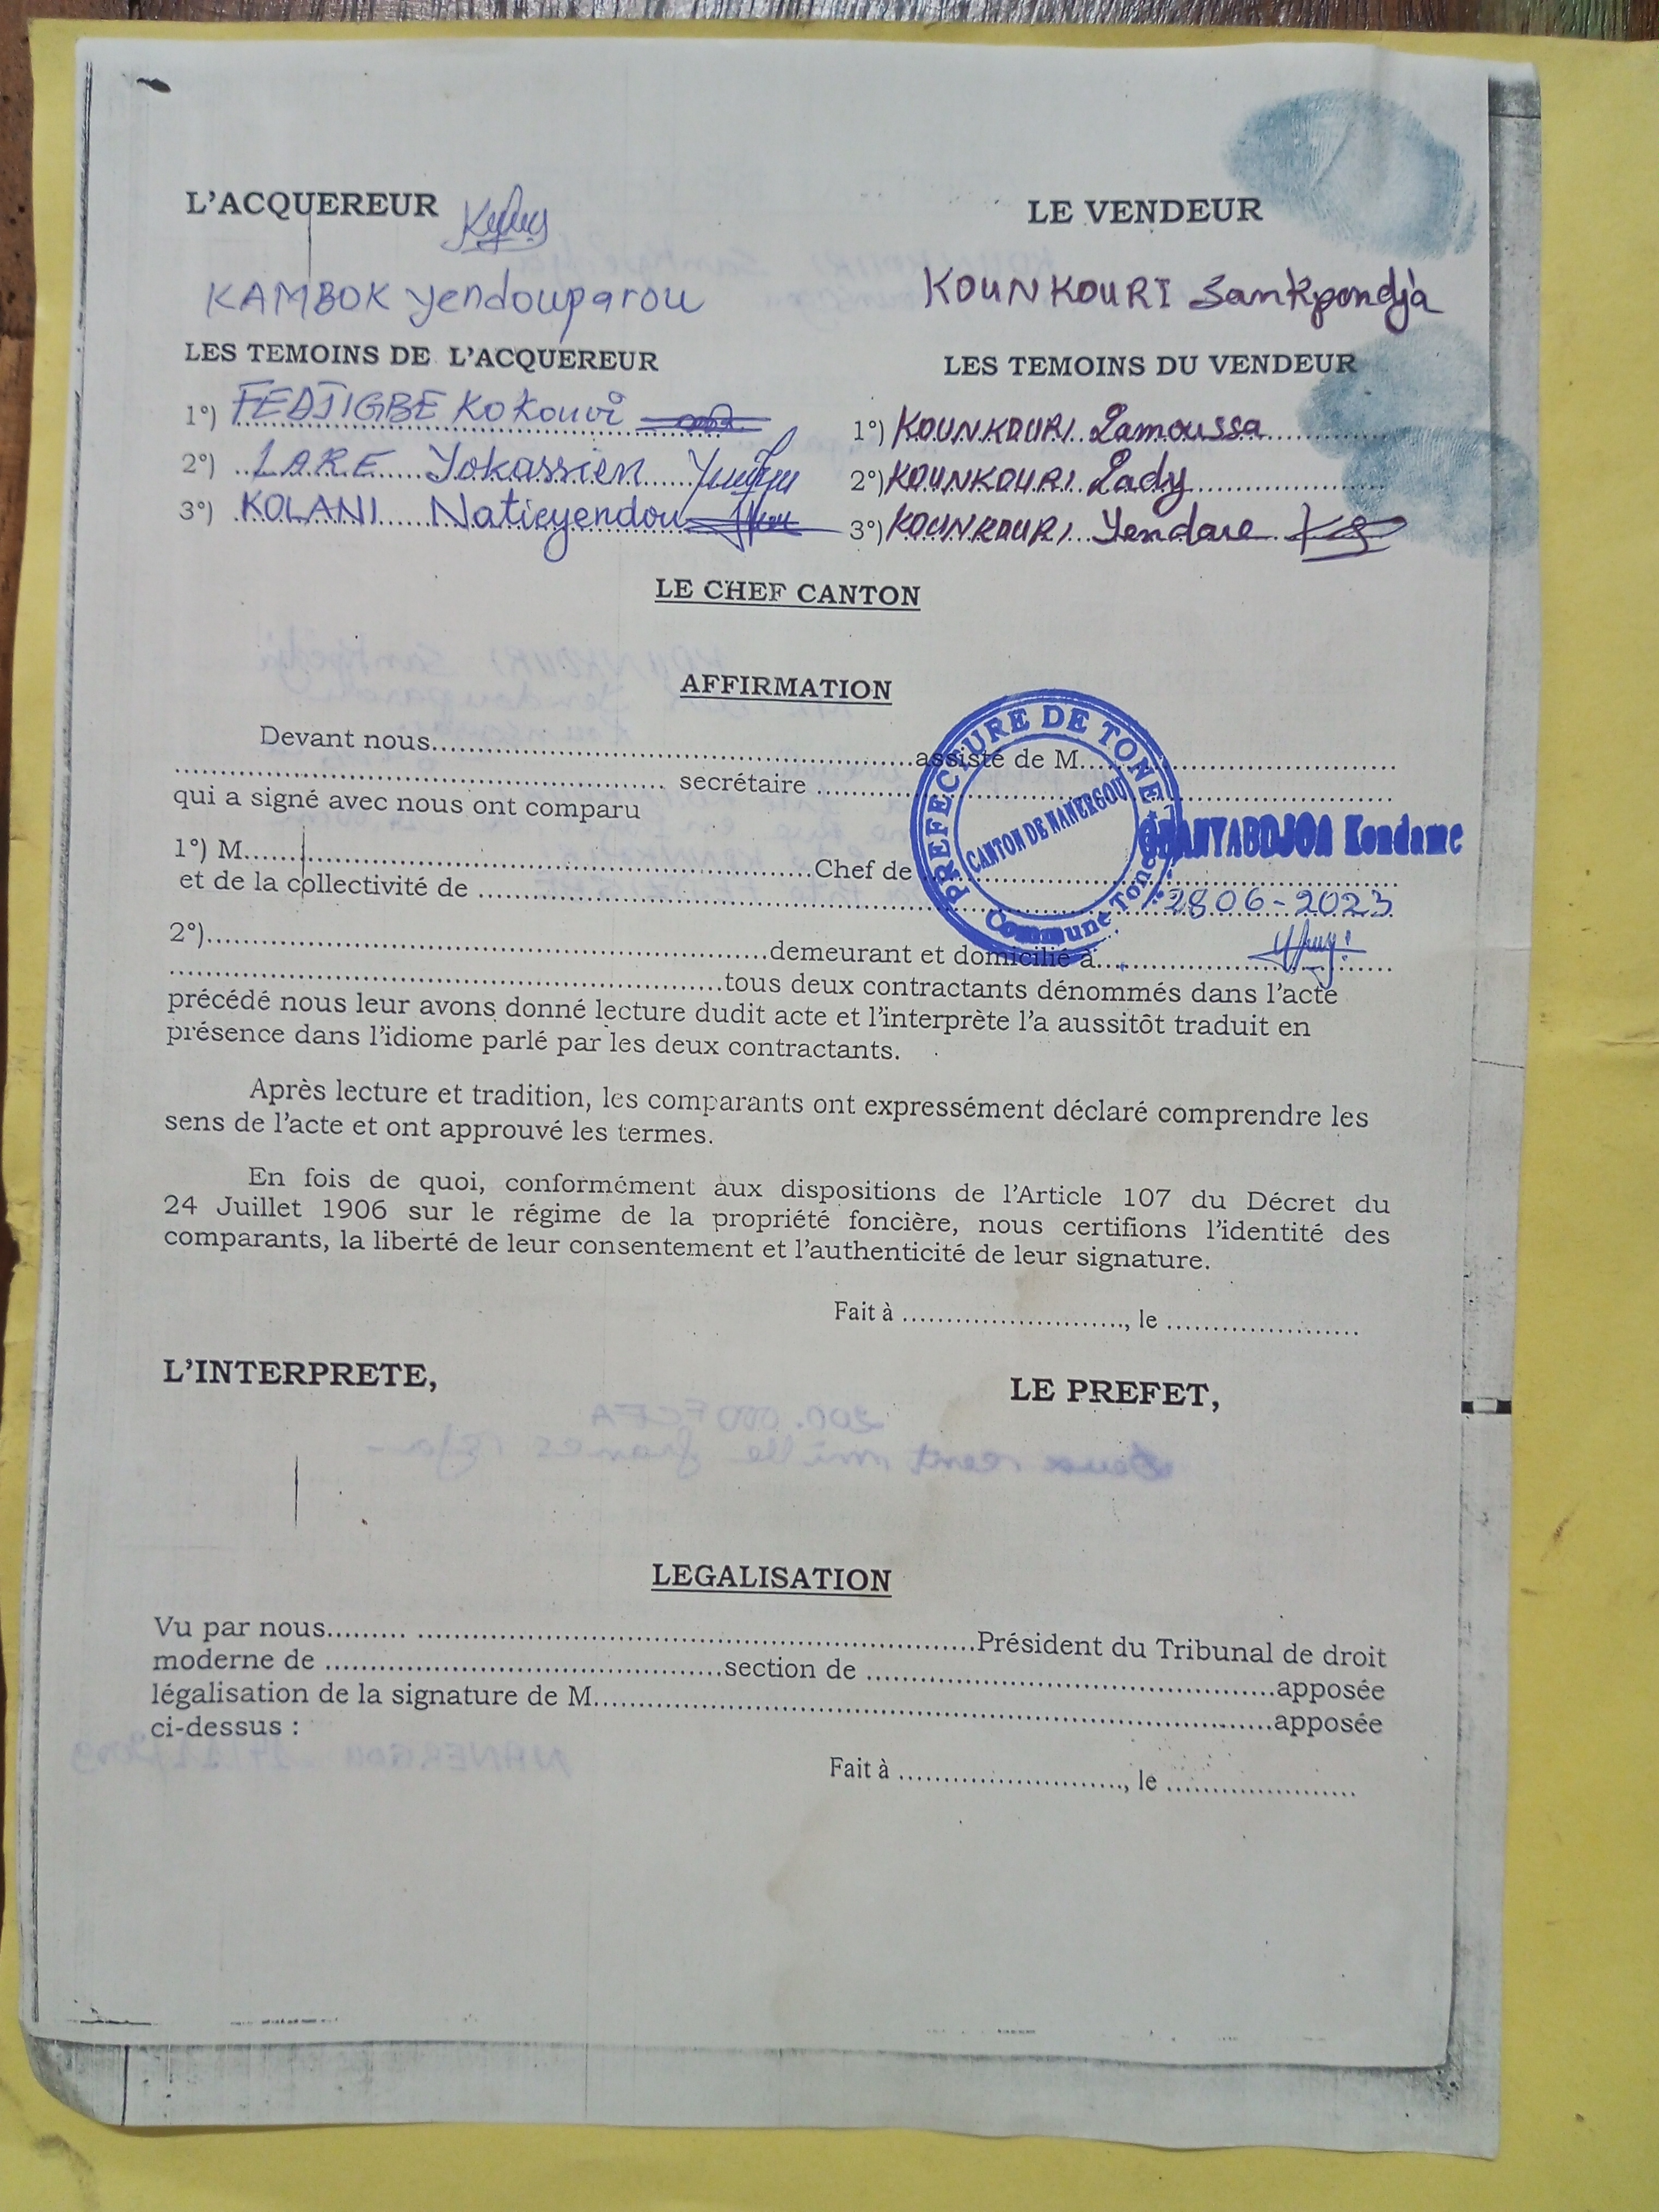 L'ACQUEREUR
LE VENDEUR
KAMBOK Yendouparou
KOUNKOURI Sankpondja
LES TEMOINS DE L'ACQUEREUR
LES TEMOINS DU VENDEUR
1°) FEDJIGBE Kokouvi
2°) LARE Yokassien
3°) KOLANI Natieyendou
1°) KOUNKOURI Lamoussa
2°) KOUNKOURI Lady
3°) KOUNKOURI Yendare
LE CHEF CANTON
AFFIRMATION
Devant nous........................................assisté de M........................................
........................................ secrétaire ........................................
qui a signé avec nous ont comparu
1°) M........................................Chef de ........................................
et de la collectivité de ........................................
2°)........................................demeurant et domicilié à........................................
........................................tous deux contractants dénommés dans l'acte
précédé nous leur avons donné lecture dudit acte et l'interprète l'a aussitôt traduit en
présence dans l'idiome parlé par les deux contractants.
PREFECTURE DE TONE
CANTON DE NANERGOU
Commune Tone
Kondame
2806-2023
Après lecture et tradition, les comparants ont expressément déclaré comprendre les
sens de l'acte et ont approuvé les termes.
En fois de quoi, conformément aux dispositions de l'Article 107 du Décret du
24 Juillet 1906 sur le régime de la propriété foncière, nous certifions l'identité des
comparants, la liberté de leur consentement et l'authenticité de leur signature.
Fait à ........................., le ......................
L'INTERPRETE,
LE PREFET,
LEGALISATION
Vu par nous......... ........................................Président du Tribunal de droit
moderne de ........................................section de ........................................apposée
légalisation de la signature de M........................................apposée
ci-dessus :
Fait à ........................., le ......................